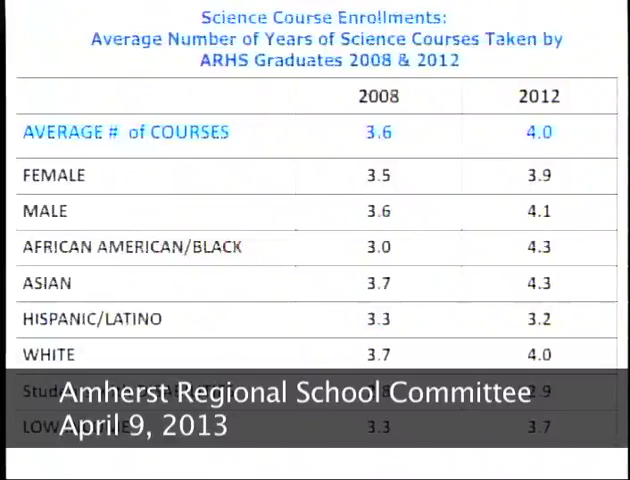 Science Course Enrollments:
Average Number of Years of Science Courses Taken by
ARHS Graduates 2008 & 2012
2008 2012
AVERAGE # of COURSES 3.6 4.0
FEMALE 3.5 3.9
MALE 3.6 4.1
AFRICAN AMERICAN/BLACK 3.0 4.3
ASIAN 3.7 4.3
HISPANIC/LATINO 3.3 3.2
WHITE 3.7 4.0
Amherst Regional School Committee
2.9
April 9, 2013
LOW 3.3 3.7